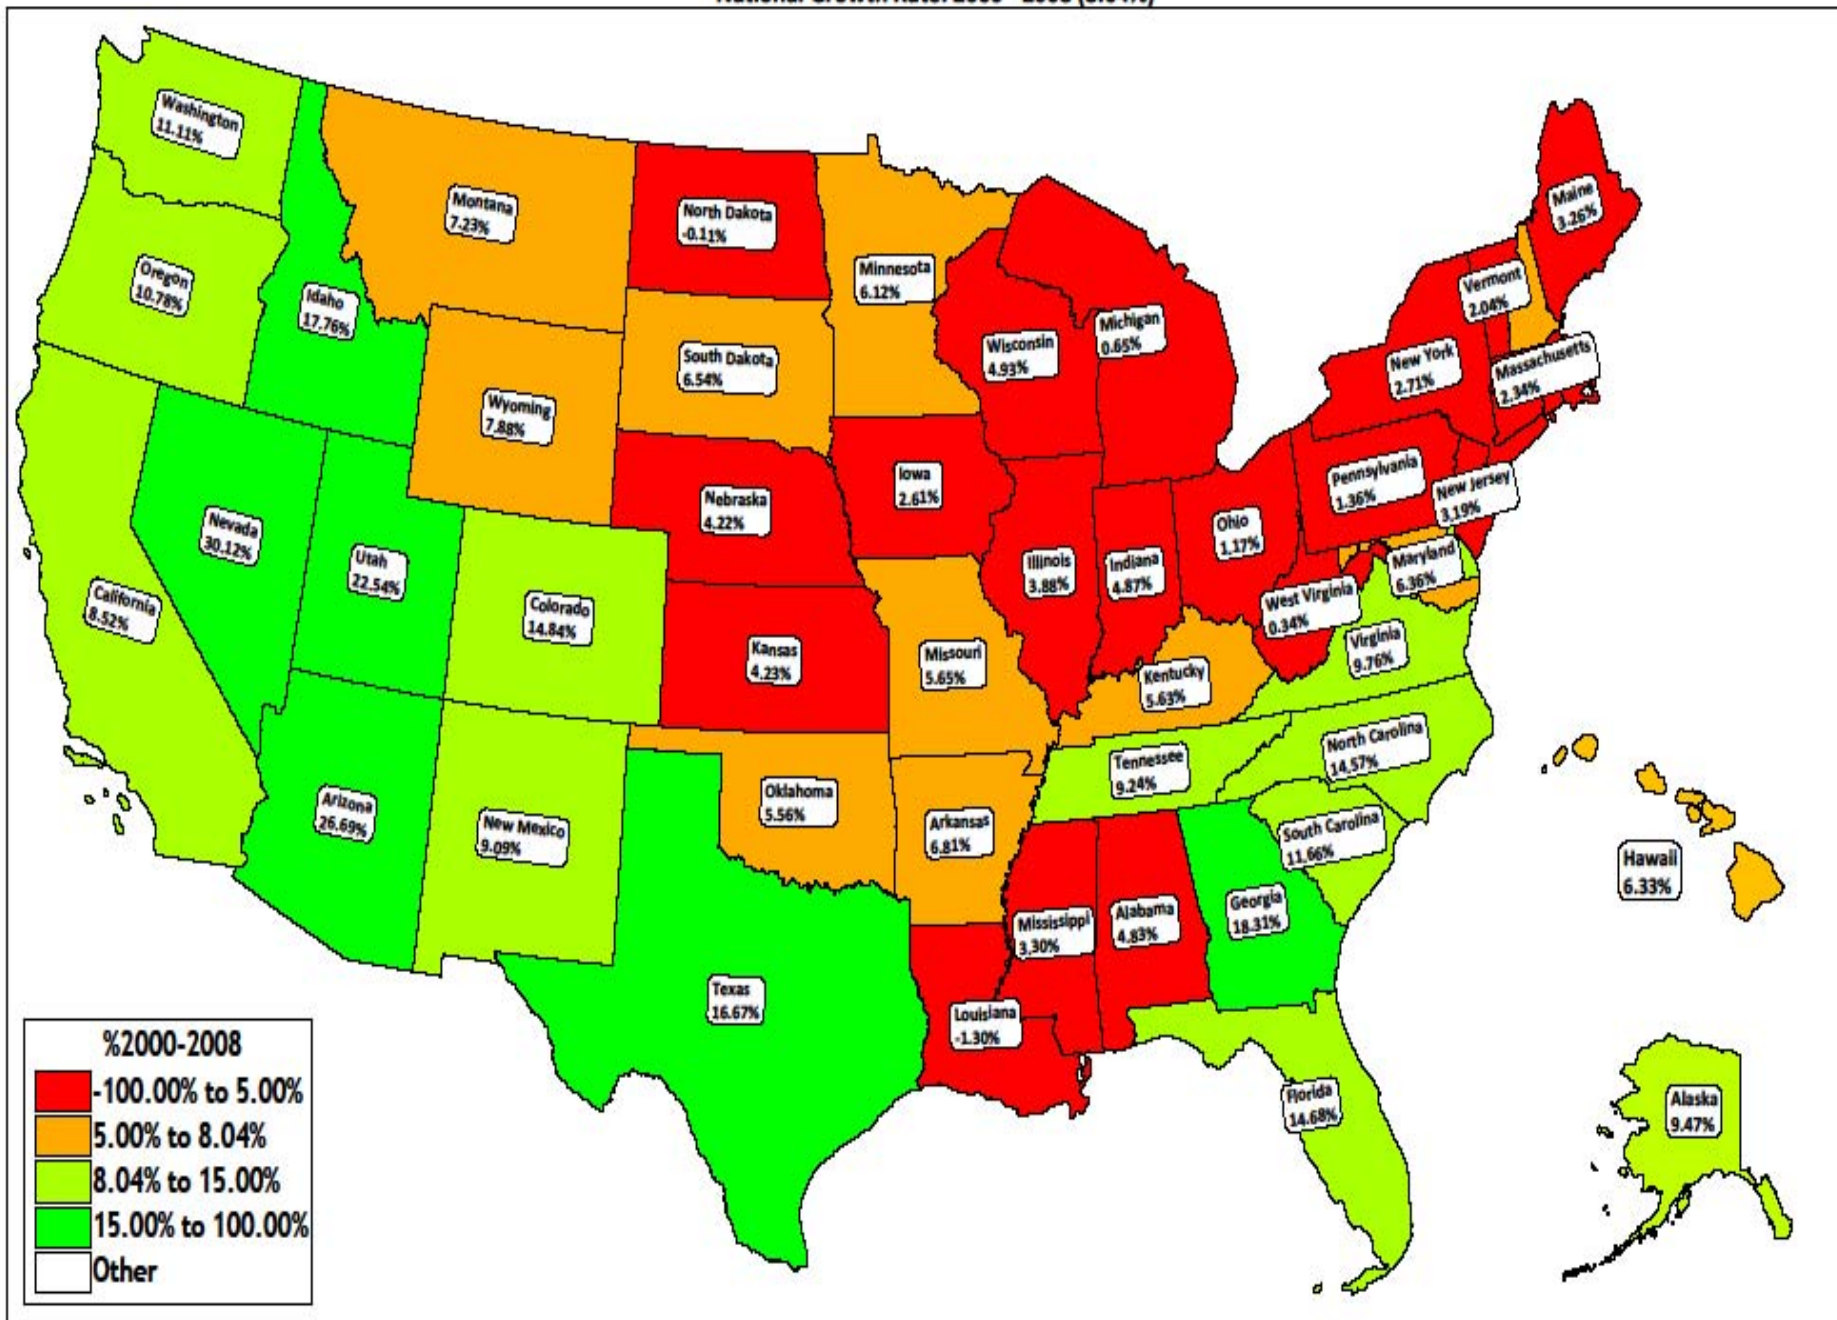 Washington
11.11%
Oregon
10.78%
California
8.52%
Idaho
17.76%
Nevada
30.12%
Utah
22.54%
Arizona
26.69%
Montana
7.23%
Wyoming
7.88%
Colorado
14.84%
New Mexico
9.09%
North Dakota
-0.11%
South Dakota
6.54%
Nebraska
4.22%
Kansas
4.23%
Oklahoma
5.56%
Texas
16.67%
Minnesota
6.12%
Iowa
2.61%
Missouri
5.65%
Arkansas
6.81%
Louisiana
-1.30%
Wisconsin
4.93%
Illinois
3.88%
Michigan
0.65%
Indiana
4.87%
Ohio
1.17%
Kentucky
5.63%
Tennessee
9.24%
Mississippi
3.30%
Alabama
4.83%
Georgia
18.31%
Florida
14.68%
South Carolina
11.66%
North Carolina
14.57%
Virginia
9.76%
West Virginia
0.34%
Maryland
6.36%
Pennsylvania
1.36%
New Jersey
3.19%
New York
2.71%
Vermont
2.04%
Massachusetts
2.34%
Maine
3.26%
Hawaii
6.33%
Alaska
9.47%
%2000-2008
-100.00% to 5.00%
5.00% to 8.04%
8.04% to 15.00%
15.00% to 100.00%
Other